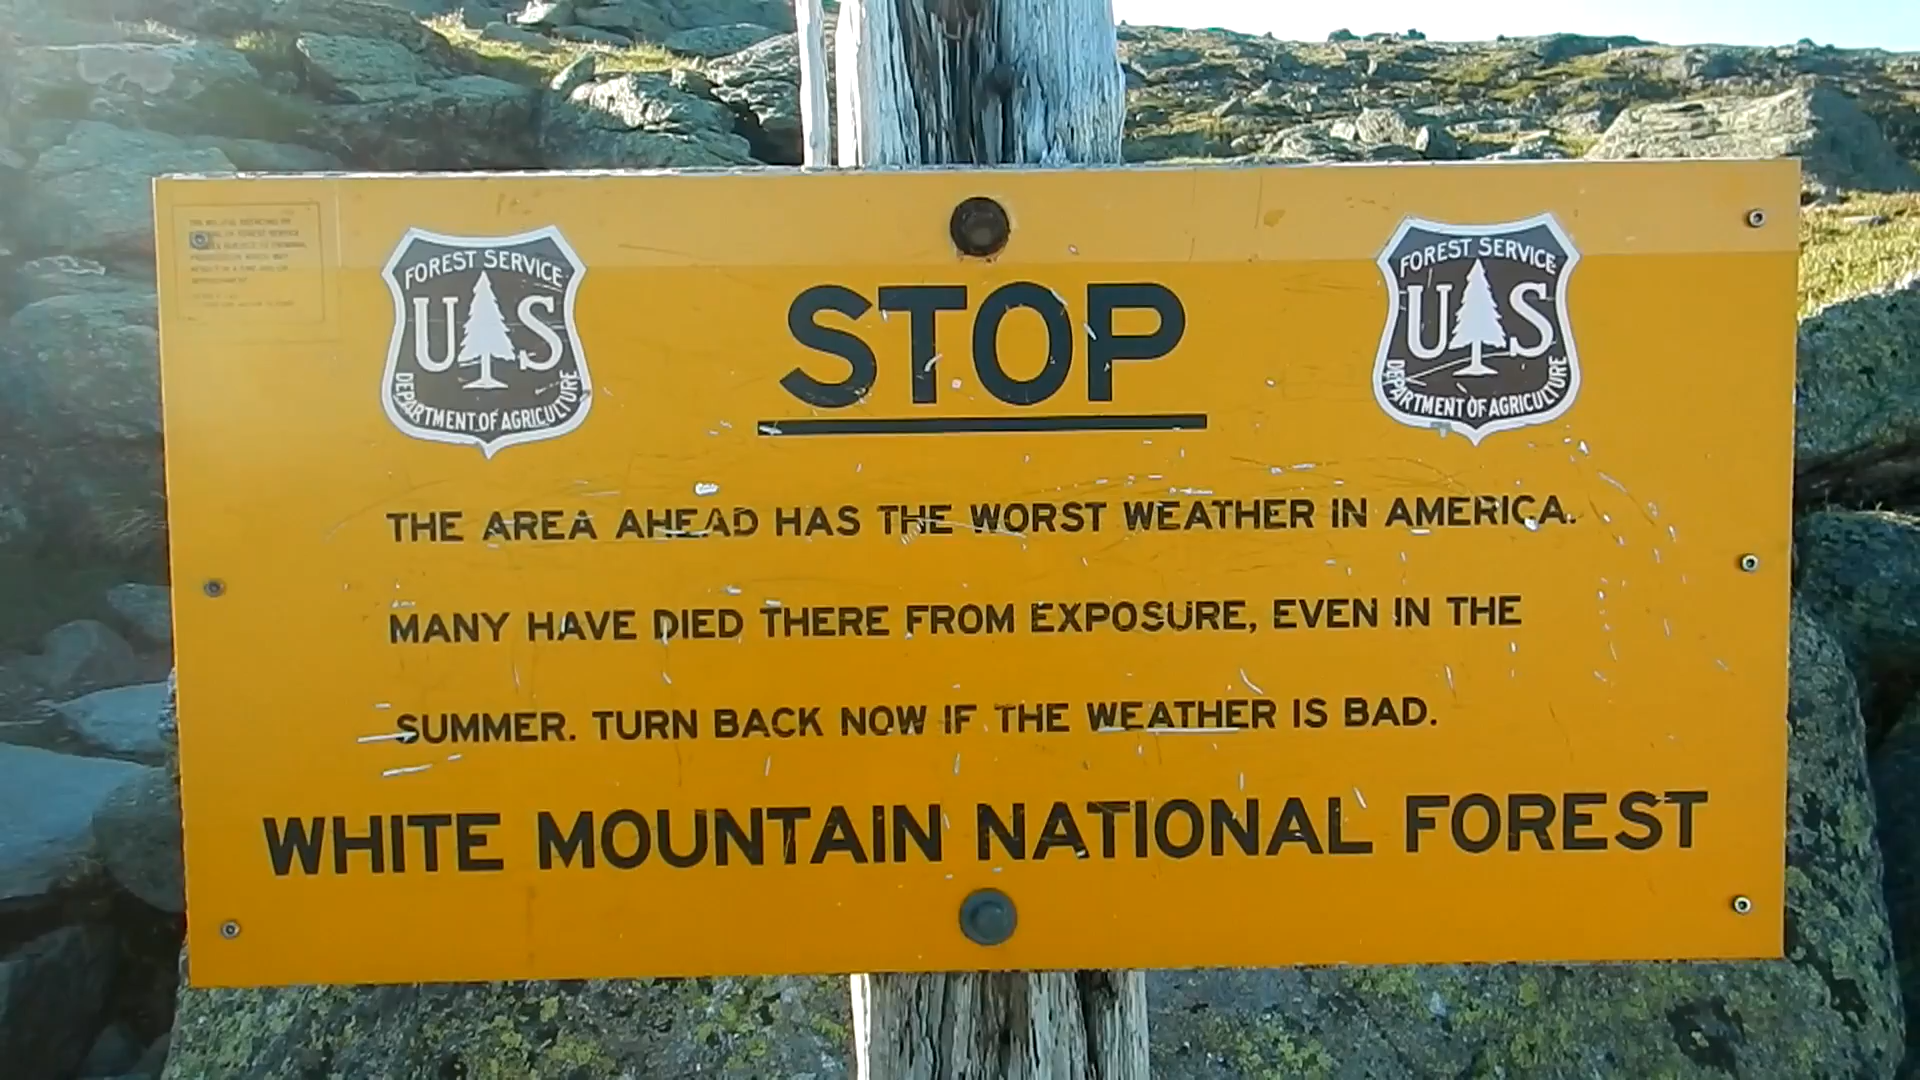 FOREST SERVICE
US
DEPARTMENT OF AGRICULTURE
STOP
FOREST SERVICE
US
DEPARTMENT OF AGRICULTURE
THE AREA AHEAD HAS THE WORST WEATHER IN AMERICA.
MANY HAVE DIED THERE FROM EXPOSURE, EVEN IN THE
SUMMER. TURN BACK NOW IF THE WEATHER IS BAD.
WHITE MOUNTAIN NATIONAL FOREST